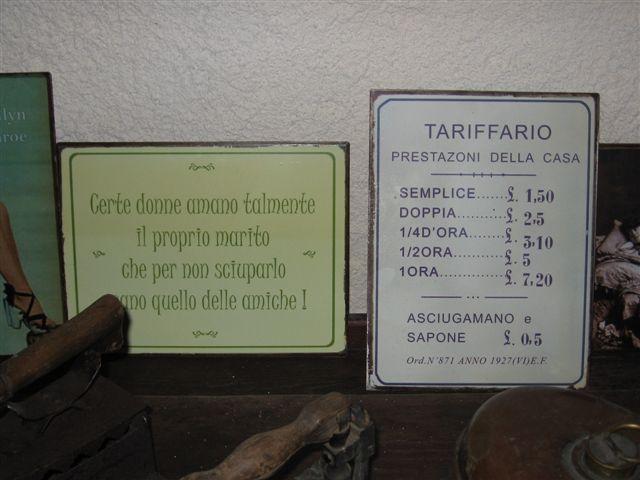 Certe donne amano talmente
il proprio marito
che per non sciuparlo
quello delle amiche !
TARIFFARIO
PRESTAZONI DELLA CASA
SEMPLICE......£. 1,50
DOPPIA..........£. 2,5
1/4D'ORA.......£. 3,10
1/2ORA..........£. 5
1ORA.............£. 7,20
ASCIUGAMANO e
SAPONE £. 0,5
Ord.N°871 ANNO 1927(VI)E.F.